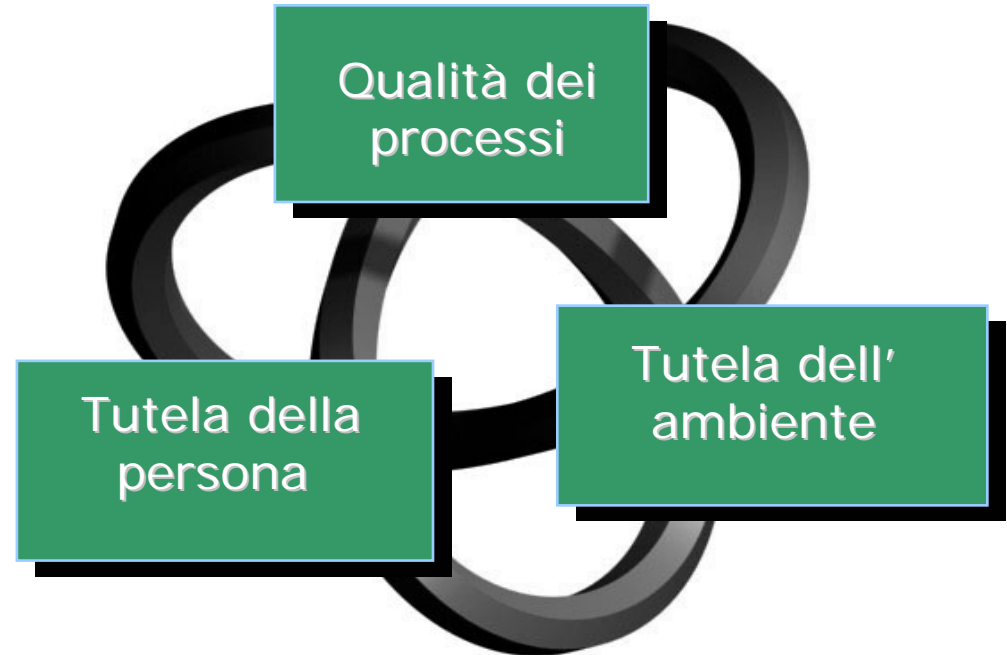 Qualità dei
processi
Tutela della
persona
Tutela dell'
ambiente